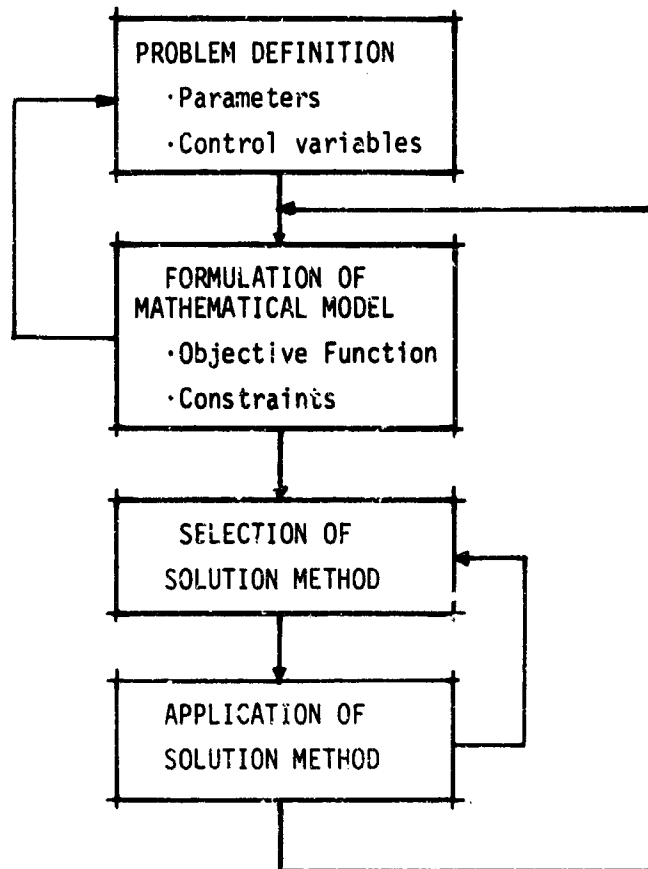 PROBLEM DEFINITION
·Parameters
·Control variables
FORMULATION OF
MATHEMATICAL MODEL
·Objective Function
·Constraints
SELECTION OF
SOLUTION METHOD
APPLICATION OF
SOLUTION METHOD